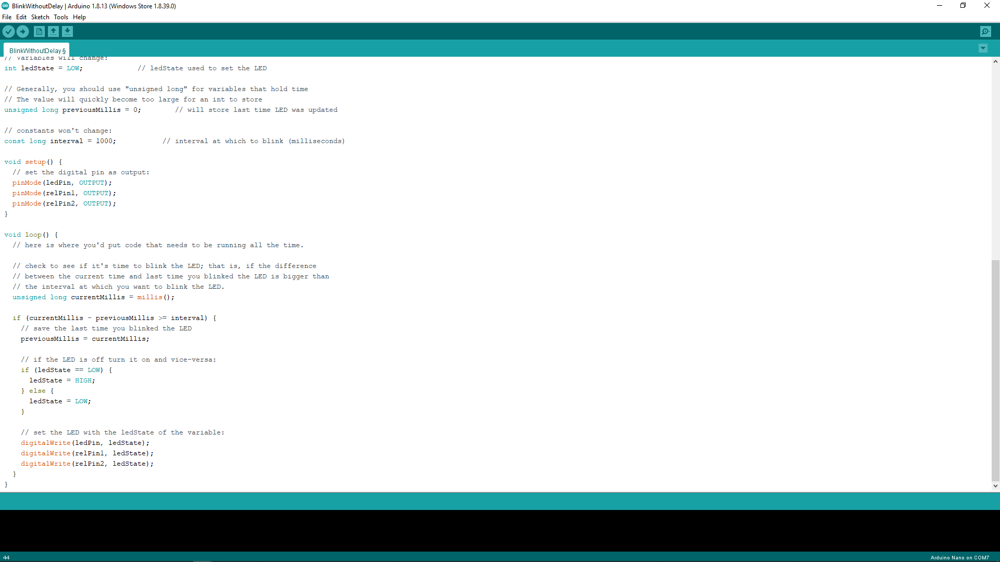 BlinkWithoutDelay | Arduino 1.8.13 (Windows Store 1.8.39.0)
File Edit Sketch Tools Help
BlinkWithoutDelay §
// Variables will change:
int ledState = LOW;             // ledState used to set the LED

// Generally, you should use "unsigned long" for variables that hold time
// The value will quickly become too large for an int to store
unsigned long previousMillis = 0;        // will store last time LED was updated

// constants won't change:
const long interval = 1000;           // interval at which to blink (milliseconds)

void setup() {
  // set the digital pin as output:
  pinMode(ledPin, OUTPUT);
  pinMode(relPin1, OUTPUT);
  pinMode(relPin2, OUTPUT);
}

void loop() {
  // here is where you'd put code that needs to be running all the time.

  // check to see if it's time to blink the LED; that is, if the difference
  // between the current time and last time you blinked the LED is bigger than
  // the interval at which you want to blink the LED.
  unsigned long currentMillis = millis();

  if (currentMillis - previousMillis >= interval) {
    // save the last time you blinked the LED
    previousMillis = currentMillis;

    // if the LED is off turn it on and vice-versa:
    if (ledState == LOW) {
      ledState = HIGH;
    } else {
      ledState = LOW;
    }

    // set the LED with the ledState of the variable:
    digitalWrite(ledPin, ledState);
    digitalWrite(relPin1, ledState);
    digitalWrite(relPin2, ledState);
  }
}
44
Arduino Nano on COM7